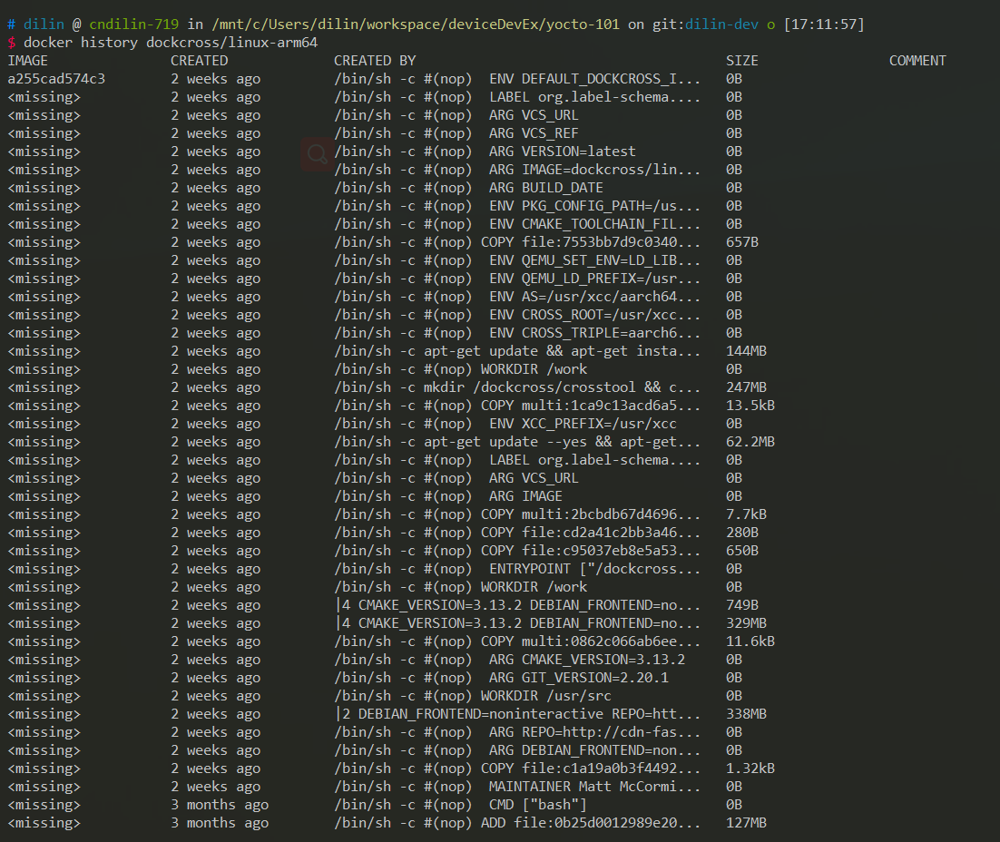 # dilin @ cndilin-719 in /mnt/c/Users/dilin/workspace/deviceDevEx/yocto-101 on git:dilin-dev o [17:11:57]
$ docker history dockcross/linux-arm64
IMAGE CREATED CREATED BY SIZE COMMENT
a255cad574c3 2 weeks ago /bin/sh -c #(nop) ENV DEFAULT_DOCKCROSS_I... 0B
<missing> 2 weeks ago /bin/sh -c #(nop) LABEL org.label-schema.... 0B
<missing> 2 weeks ago /bin/sh -c #(nop) ARG VCS_URL 0B
<missing> 2 weeks ago /bin/sh -c #(nop) ARG VCS_REF 0B
<missing> 2 weeks ago /bin/sh -c #(nop) ARG VERSION=latest 0B
<missing> 2 weeks ago /bin/sh -c #(nop) ARG IMAGE=dockcross/lin... 0B
<missing> 2 weeks ago /bin/sh -c #(nop) ARG BUILD_DATE 0B
<missing> 2 weeks ago /bin/sh -c #(nop) ENV PKG_CONFIG_PATH=/us... 0B
<missing> 2 weeks ago /bin/sh -c #(nop) ENV CMAKE_TOOLCHAIN_FIL... 0B
<missing> 2 weeks ago /bin/sh -c #(nop) COPY file:7553bb7d9c0340... 657B
<missing> 2 weeks ago /bin/sh -c #(nop) ENV QEMU_SET_ENV=LD_LIB... 0B
<missing> 2 weeks ago /bin/sh -c #(nop) ENV QEMU_LD_PREFIX=/usr... 0B
<missing> 2 weeks ago /bin/sh -c #(nop) ENV AS=/usr/xcc/aarch64... 0B
<missing> 2 weeks ago /bin/sh -c #(nop) ENV CROSS_ROOT=/usr/xcc... 0B
<missing> 2 weeks ago /bin/sh -c #(nop) ENV CROSS_TRIPLE=aarch6... 0B
<missing> 2 weeks ago /bin/sh -c apt-get update && apt-get insta... 144MB
<missing> 2 weeks ago /bin/sh -c #(nop) WORKDIR /work 0B
<missing> 2 weeks ago /bin/sh -c mkdir /dockcross/crosstool && c... 247MB
<missing> 2 weeks ago /bin/sh -c #(nop) COPY multi:1ca9c13acd6a5... 13.5kB
<missing> 2 weeks ago /bin/sh -c #(nop) ENV XCC_PREFIX=/usr/xcc 0B
<missing> 2 weeks ago /bin/sh -c apt-get update --yes && apt-get... 62.2MB
<missing> 2 weeks ago /bin/sh -c #(nop) LABEL org.label-schema.... 0B
<missing> 2 weeks ago /bin/sh -c #(nop) ARG VCS_URL 0B
<missing> 2 weeks ago /bin/sh -c #(nop) ARG IMAGE 0B
<missing> 2 weeks ago /bin/sh -c #(nop) COPY multi:2bcbdb67d4696... 7.7kB
<missing> 2 weeks ago /bin/sh -c #(nop) COPY file:cd2a41c2bb3a46... 280B
<missing> 2 weeks ago /bin/sh -c #(nop) COPY file:c95037eb8e5a53... 650B
<missing> 2 weeks ago /bin/sh -c #(nop) ENTRYPOINT ["/dockcross... 0B
<missing> 2 weeks ago /bin/sh -c #(nop) WORKDIR /work 0B
<missing> 2 weeks ago |4 CMAKE_VERSION=3.13.2 DEBIAN_FRONTEND=no... 749B
<missing> 2 weeks ago |4 CMAKE_VERSION=3.13.2 DEBIAN_FRONTEND=no... 329MB
<missing> 2 weeks ago /bin/sh -c #(nop) COPY multi:0862c066ab6ee... 11.6kB
<missing> 2 weeks ago /bin/sh -c #(nop) ARG CMAKE_VERSION=3.13.2 0B
<missing> 2 weeks ago /bin/sh -c #(nop) ARG GIT_VERSION=2.20.1 0B
<missing> 2 weeks ago /bin/sh -c #(nop) WORKDIR /usr/src 0B
<missing> 2 weeks ago |2 DEBIAN_FRONTEND=noninteractive REPO=htt... 338MB
<missing> 2 weeks ago /bin/sh -c #(nop) ARG REPO=http://cdn-fas... 0B
<missing> 2 weeks ago /bin/sh -c #(nop) ARG DEBIAN_FRONTEND=non... 0B
<missing> 2 weeks ago /bin/sh -c #(nop) COPY file:c1a19a0b3f4492... 1.32kB
<missing> 2 weeks ago /bin/sh -c #(nop) MAINTAINER Matt McCormi... 0B
<missing> 3 months ago /bin/sh -c #(nop) CMD ["bash"] 0B
<missing> 3 months ago /bin/sh -c #(nop) ADD file:0b25d0012989e20... 127MB